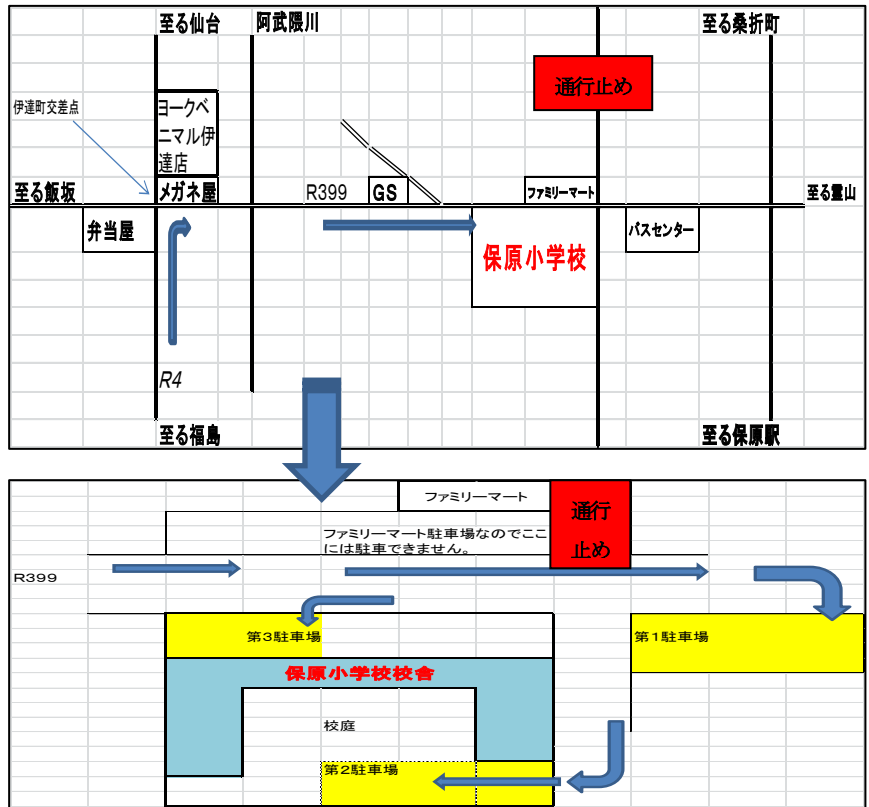 至る仙台
阿武隈川
至る桑折町
通行止め
伊達町交差点
ヨークベ
ニマル伊
達店
至る飯坂
メガネ屋
R399
GS
ファミリーマート
至る霊山
弁当屋
保原小学校
バスセンター
R4
至る福島
至る保原駅
ファミリーマート
通行
止め
ファミリーマート駐車場なのでここ
には駐車できません。
R399
第3駐車場
第1駐車場
保原小学校校舎
校庭
第2駐車場